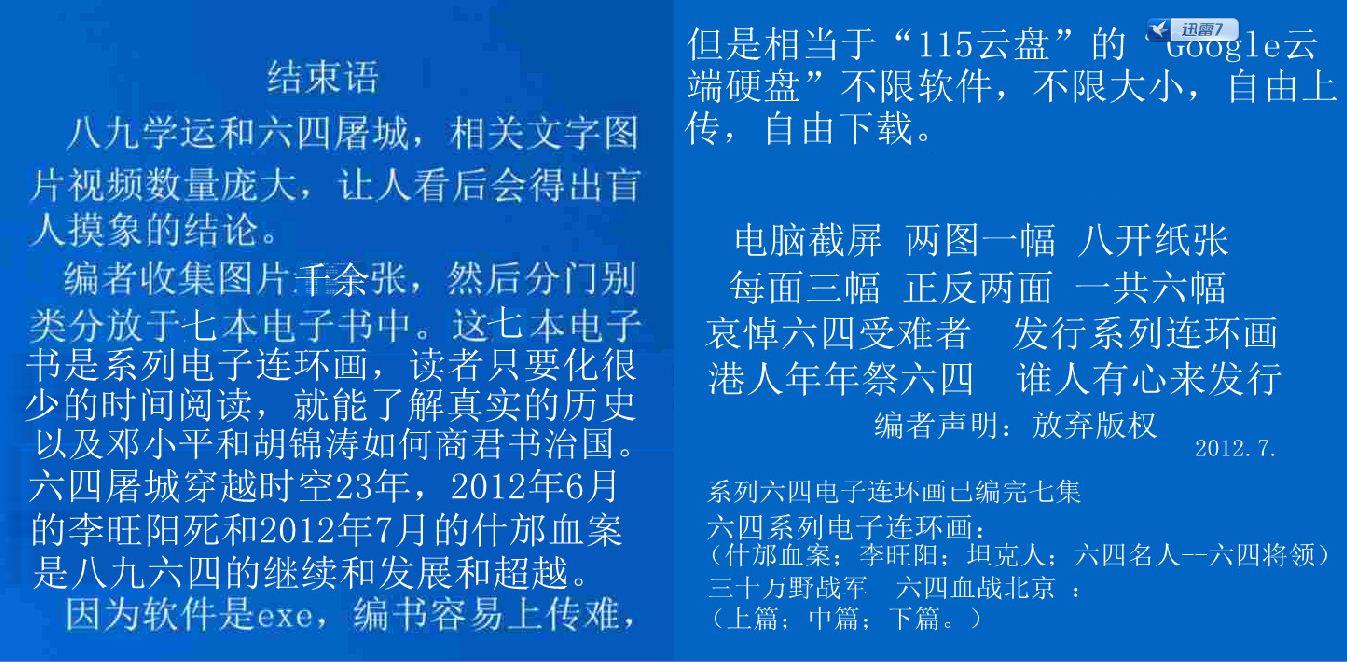 结束语
八九学运和六四屠城，相关文字图
片视频数量庞大，让人看后会得出盲
人摸象的结论。
编者收集图片千余张，然后分门别
类分放于七本电子书中。这七本电子
书是系列电子连环画，读者只要化很
少的时间阅读，就能了解真实的历史
以及邓小平和胡锦涛如何商君书治国。
六四屠城穿越时空23年，2012年6月
的李旺阳死和2012年7月的什邡血案
是八九六四的继续和发展和超越。
因为软件是exe，编书容易上传难，
迅雷7
但是相当于“115云盘”的“Google云
端硬盘”不限软件，不限大小，自由上
传，自由下载。
电脑截屏 两图一幅 八开纸张
每面三幅 正反两面 一共六幅
哀悼六四受难者 发行系列连环画
港人年年祭六四 谁人有心来发行
编者声明：放弃版权
2012.7.
系列六四电子连环画已编完七集
六四系列电子连环画：
（什邡血案；李旺阳；坦克人；六四名人--六四将领）
三十万野战军 六四血战北京 ：
（上篇；中篇；下篇。）